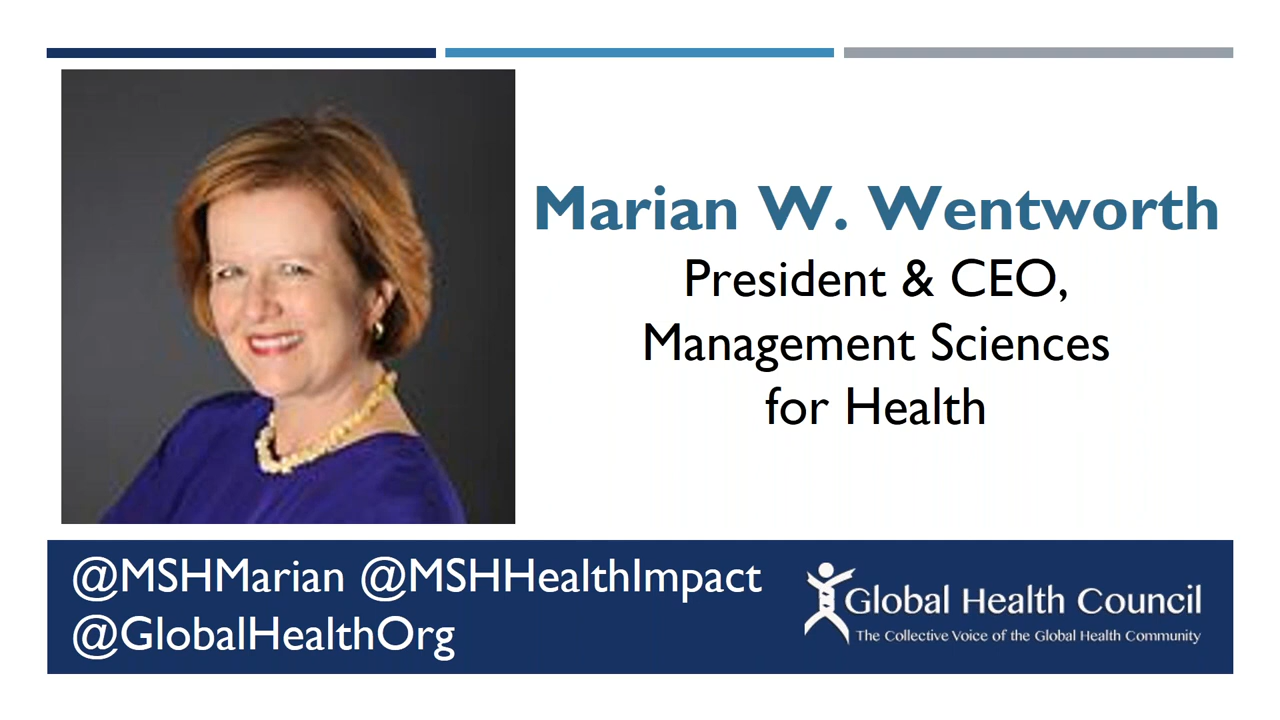 Marian W. Wentworth
President & CEO,
Management Sciences
for Health
@MSHMarian @MSHHealthImpact
@GlobalHealthOrg
Global Health Council
The Collective Voice of the Global Health Community